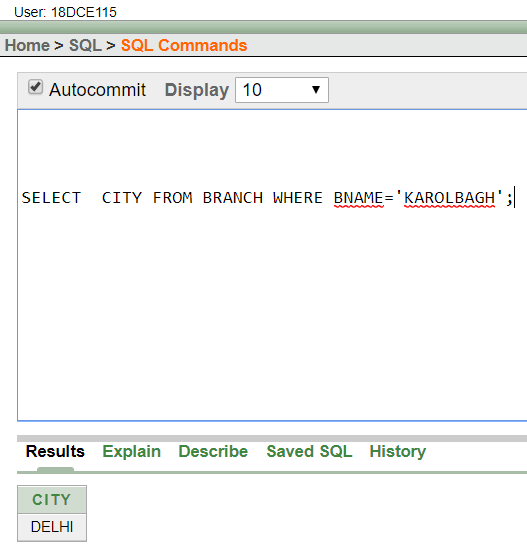 User: 18DCE115
Home > SQL > SQL Commands
Autocommit Display 10
SELECT  CITY FROM BRANCH WHERE BNAME='KAROLBAGH';
Results Explain Describe Saved SQL History
CITY
DELHI